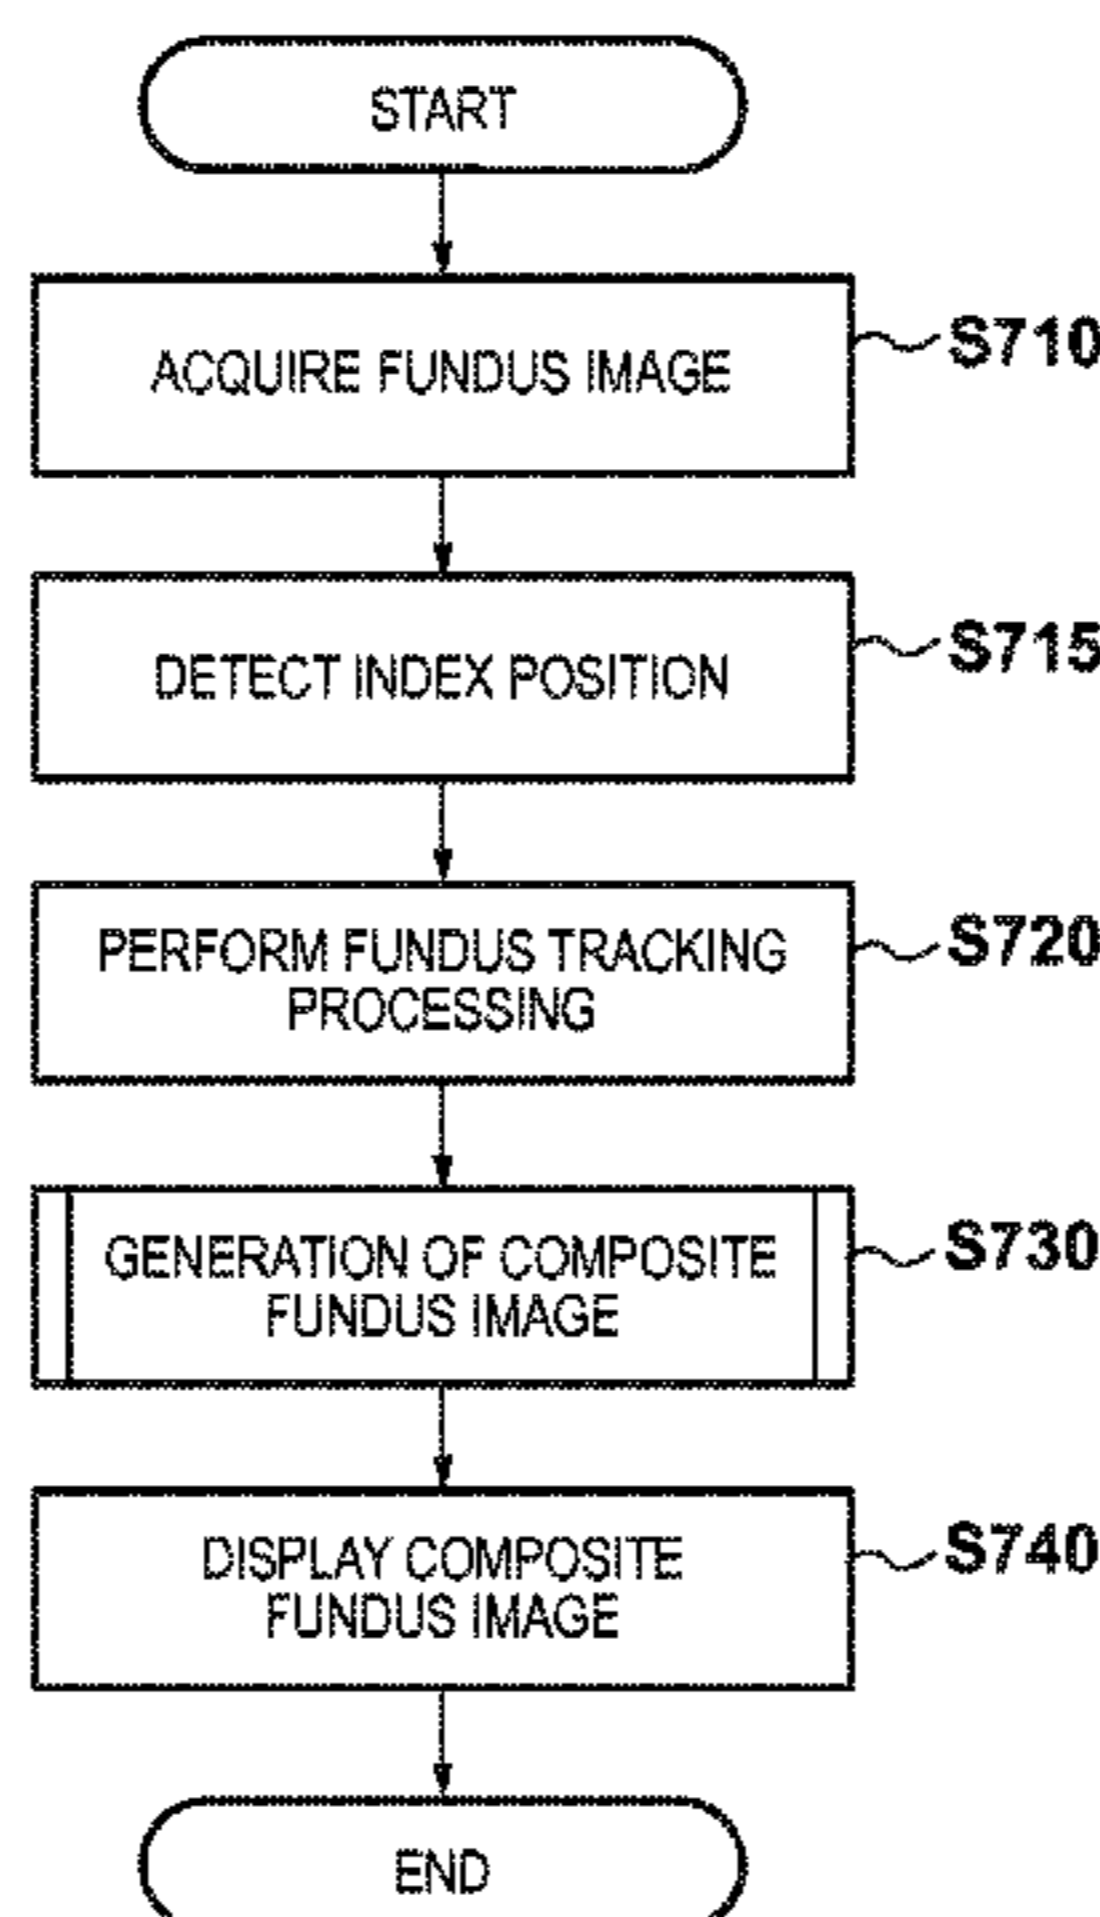 START
ACQUIRE FUNDUS IMAGE
S710
DETECT INDEX POSITION
S715
PERFORM FUNDUS TRACKING
PROCESSING
S720
GENERATION OF COMPOSITE
FUNDUS IMAGE
S730
DISPLAY COMPOSITE
FUNDUS IMAGE
S740
END